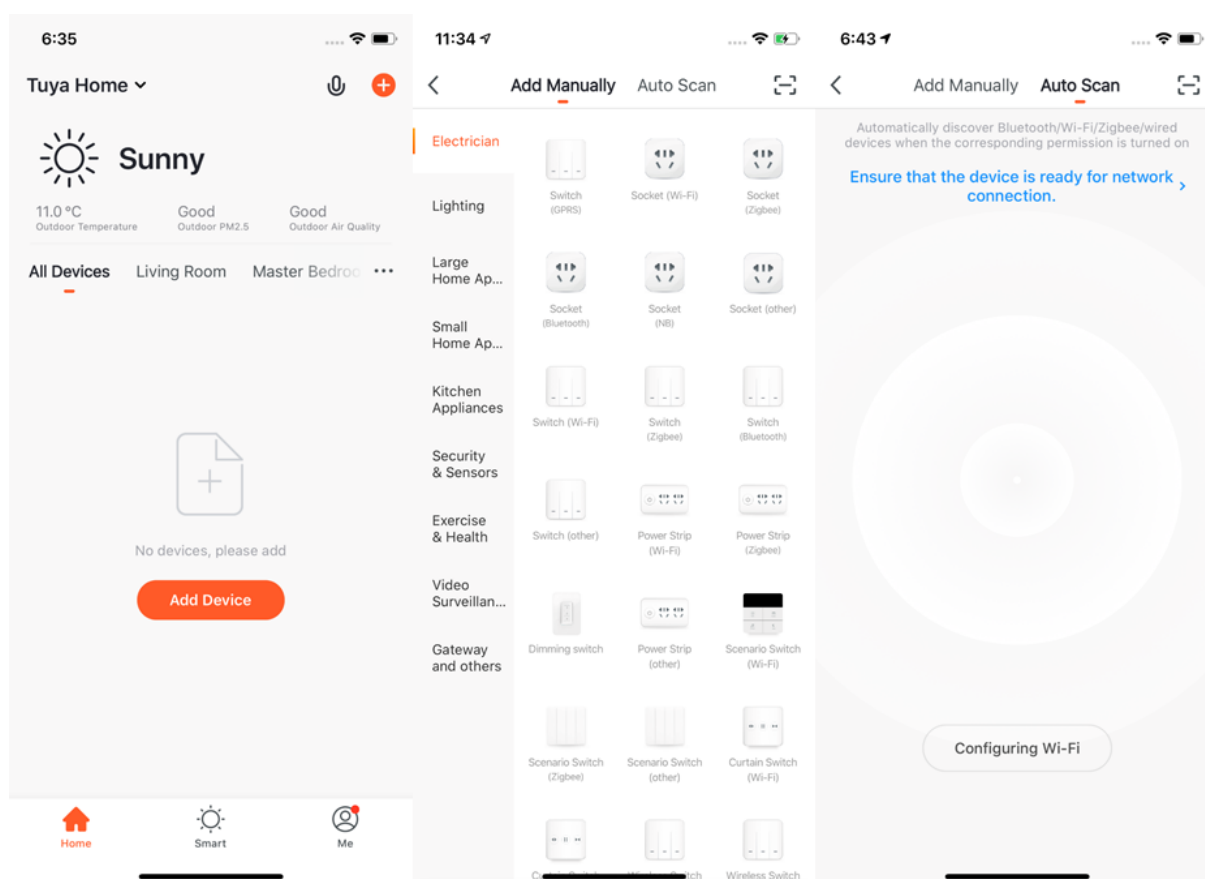 6:35
Tuya Home
Sunny
11.0 °C
Outdoor Temperature
Good
Outdoor PM2.5
Good
Outdoor Air Quality
All Devices
Living Room
Master Bedroo
No devices, please add
Add Device
Home
Smart
Me
11:34
Add Manually
Auto Scan
Electrician
Lighting
Large
Home Ap...
Small
Home Ap...
Kitchen
Appliances
Security
& Sensors
Exercise
& Health
Video
Surveillan...
Gateway
and others
Switch
(GPRS)
Socket (Wi-Fi)
Socket
(Zigbee)
Socket
(Bluetooth)
Socket
(NB)
Socket (other)
Switch (Wi-Fi)
Switch
(Zigbee)
Switch
(Bluetooth)
Switch (other)
Power Strip
(Wi-Fi)
Power Strip
(Zigbee)
Dimming switch
Power Strip
(other)
Scenario Switch
(Wi-Fi)
Scenario Switch
(Zigbee)
Scenario Switch
(other)
Curtain Switch
(Wi-Fi)
Wireless Switch
6:43
Add Manually
Auto Scan
Automatically discover Bluetooth/Wi-Fi/Zigbee/wired
devices when the corresponding permission is turned on
Ensure that the device is ready for network
connection.
Configuring Wi-Fi